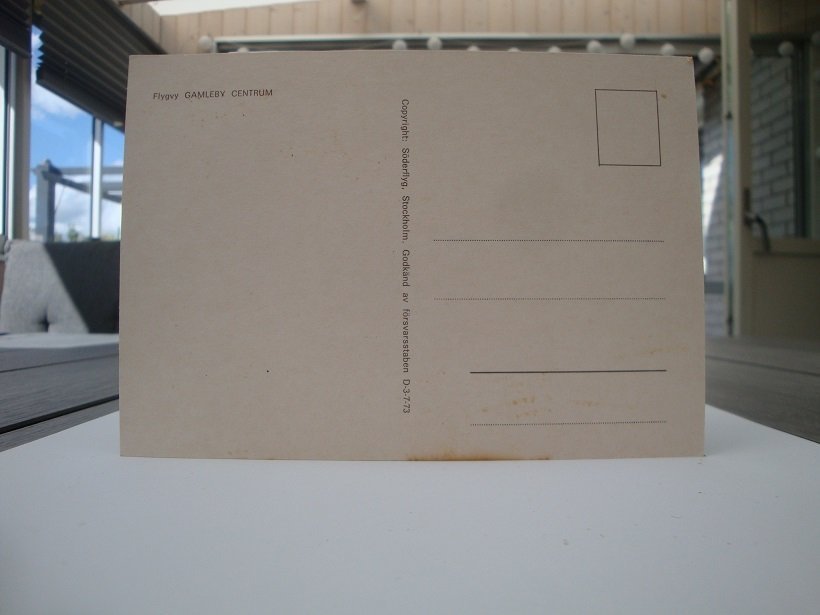 Flygvy GAMLEBY CENTRUM
Copyright: Söderflyg, Stockholm. Godkänd av försvarsstaben D-3-7-73